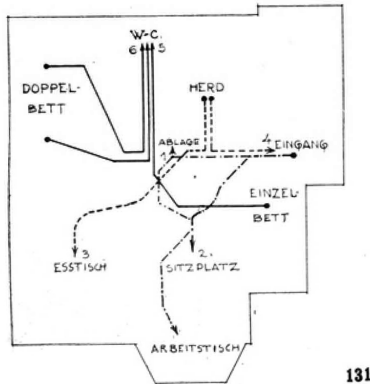 W-C.
6 5
DOPPEL-
BETT
HERD
ABLAGE
1
4
EINGANG
EINZEL-
BETT
3
ESSTISCH
2.
SITZPLATZ
ARBEITSTISCH
131